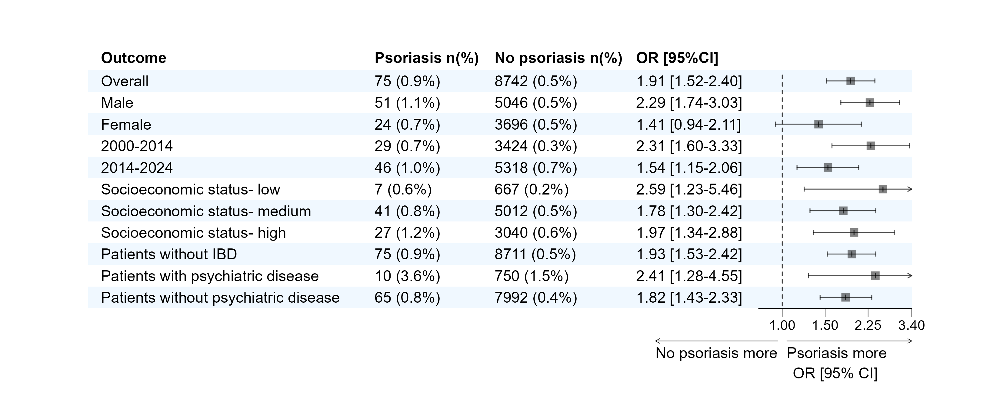 Outcome Psoriasis n(%) No psoriasis n(%) OR [95%CI]
Overall 75 (0.9%) 8742 (0.5%) 1.91 [1.52-2.40]
Male 51 (1.1%) 5046 (0.5%) 2.29 [1.74-3.03]
Female 24 (0.7%) 3696 (0.5%) 1.41 [0.94-2.11]
2000-2014 29 (0.7%) 3424 (0.3%) 2.31 [1.60-3.33]
2014-2024 46 (1.0%) 5318 (0.7%) 1.54 [1.15-2.06]
Socioeconomic status- low 7 (0.6%) 667 (0.2%) 2.59 [1.23-5.46]
Socioeconomic status- medium 41 (0.8%) 5012 (0.5%) 1.78 [1.30-2.42]
Socioeconomic status- high 27 (1.2%) 3040 (0.6%) 1.97 [1.34-2.88]
Patients without IBD 75 (0.9%) 8711 (0.5%) 1.93 [1.53-2.42]
Patients with psychiatric disease 10 (3.6%) 750 (1.5%) 2.41 [1.28-4.55]
Patients without psychiatric disease 65 (0.8%) 7992 (0.4%) 1.82 [1.43-2.33]
1.00 1.50 2.25 3.40
No psoriasis more Psoriasis more
OR [95% CI]